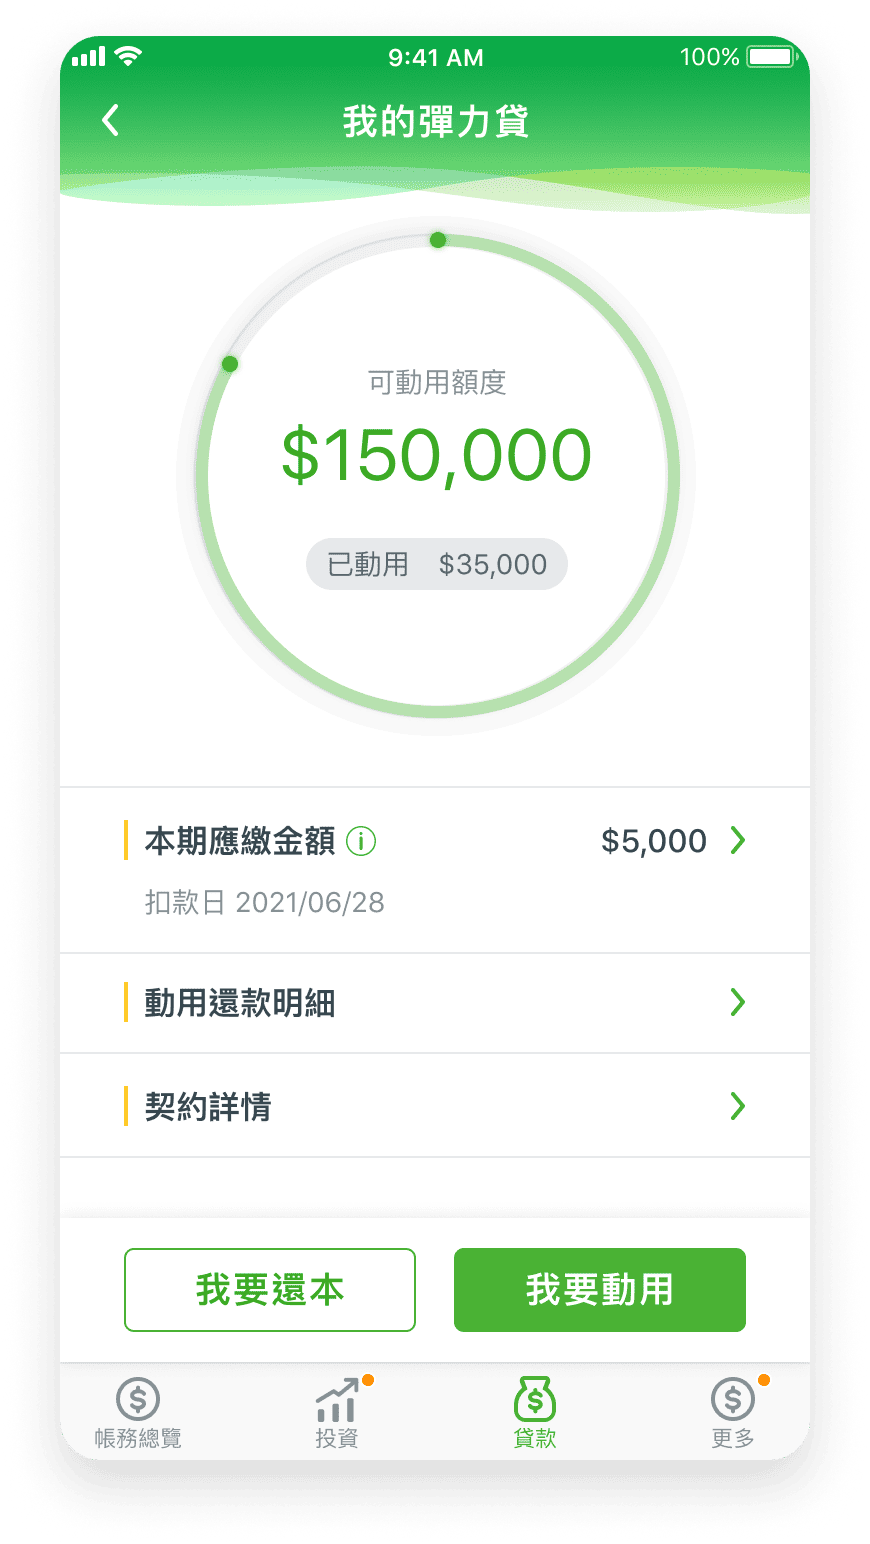 9:41 AM 100%
我的彈力貸
可動用額度
$150,000
已動用 $35,000
本期應繳金額 i $5,000
扣款日 2021/06/28
動用還款明細
契約詳情
我要還本 我要動用
$ $ $
帳務總覽 投資 貸款 更多